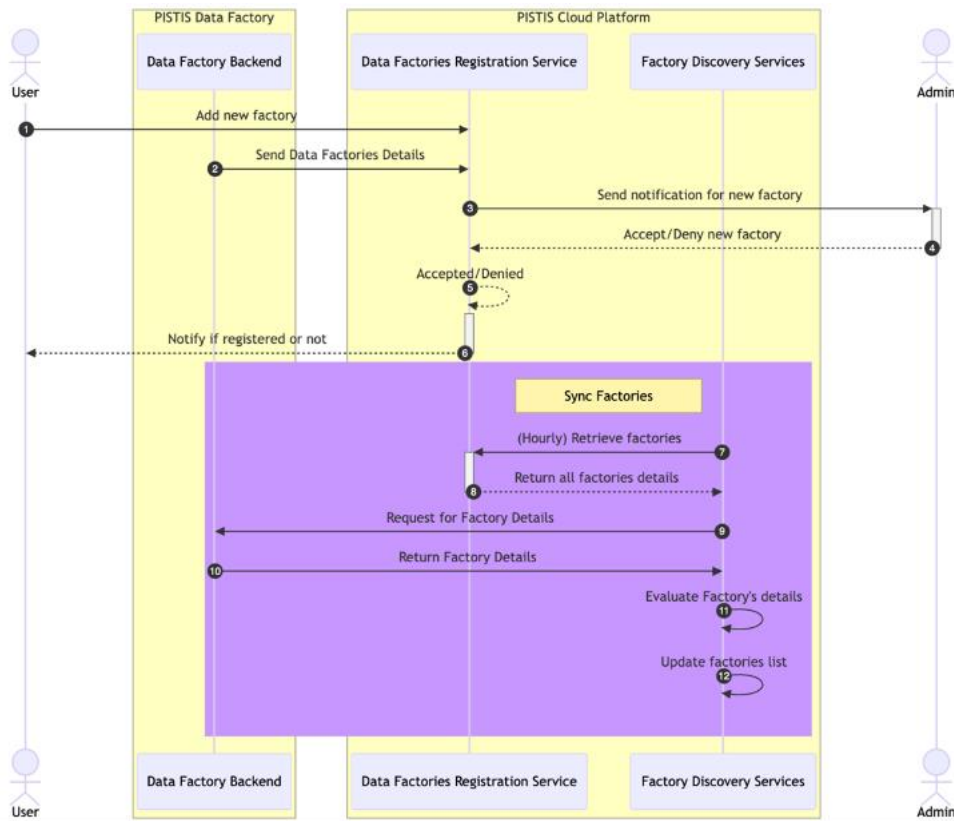 PISTIS Data Factory
PISTIS Cloud Platform
Data Factory Backend
Data Factories Registration Service
Factory Discovery Services
User
Admin
Add new factory
1
Send Data Factories Details
2
Send notification for new factory
3
Accept/Deny new factory
4
Accepted/Denied
5
Notify if registered or not
6
Sync Factories
(Hourly) Retrieve factories
7
Return all factories details
8
Request for Factory Details
9
Return Factory Details
10
Evaluate Factory's details
11
Update factories list
12
Data Factory Backend
Data Factories Registration Service
Factory Discovery Services
User
Admin